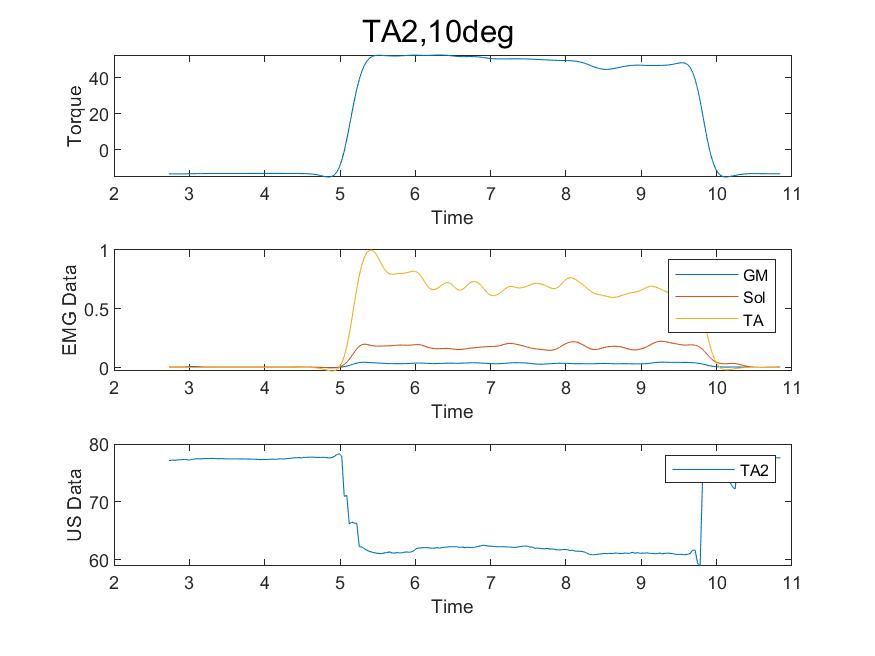 TA2,10deg
40
20
0
Torque
2 3 4 5 6 7 8 9 10 11
Time
1
0.5
0
EMG Data
GM
Sol
TA
2 3 4 5 6 7 8 9 10 11
Time
80
70
60
US Data
TA2
2 3 4 5 6 7 8 9 10 11
Time